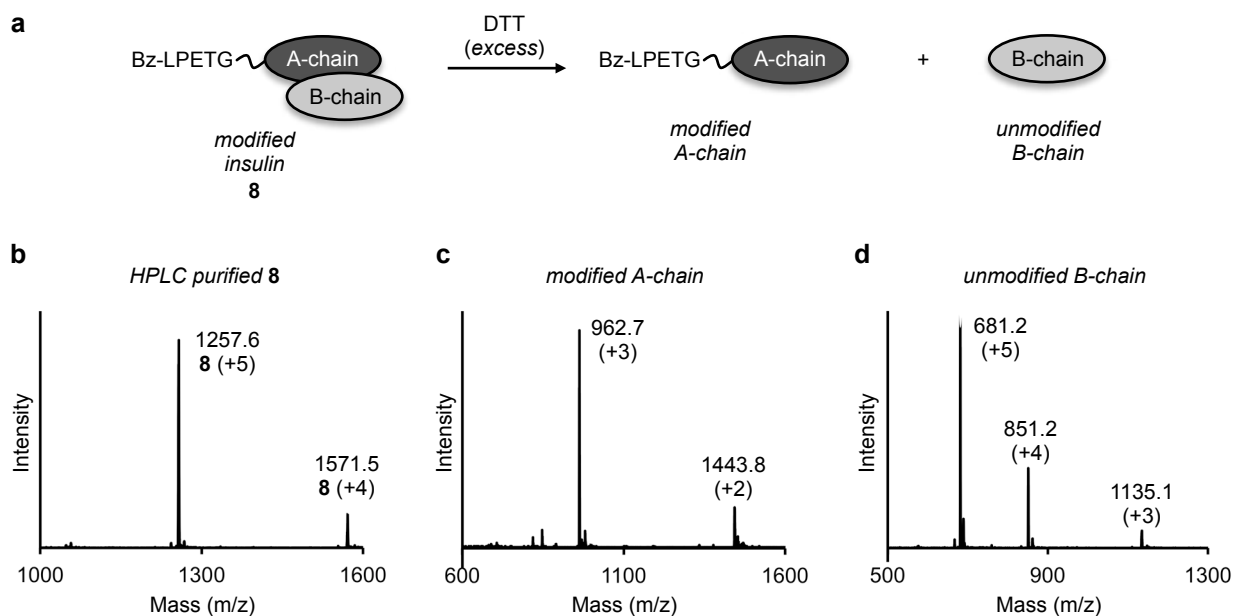 a
DTT
(excess)
Bz-LPETG
A-chain
B-chain
modified
insulin
8
Bz-LPETG
A-chain
modified
A-chain
+
B-chain
unmodified
B-chain
b
HPLC purified 8
Intensity
1257.6
8 (+5)
1571.5
8 (+4)
1000
1300
1600
Mass (m/z)
c
modified A-chain
Intensity
962.7
(+3)
1443.8
(+2)
600
1100
1600
Mass (m/z)
d
unmodified B-chain
Intensity
681.2
(+5)
851.2
(+4)
1135.1
(+3)
500
900
1300
Mass (m/z)